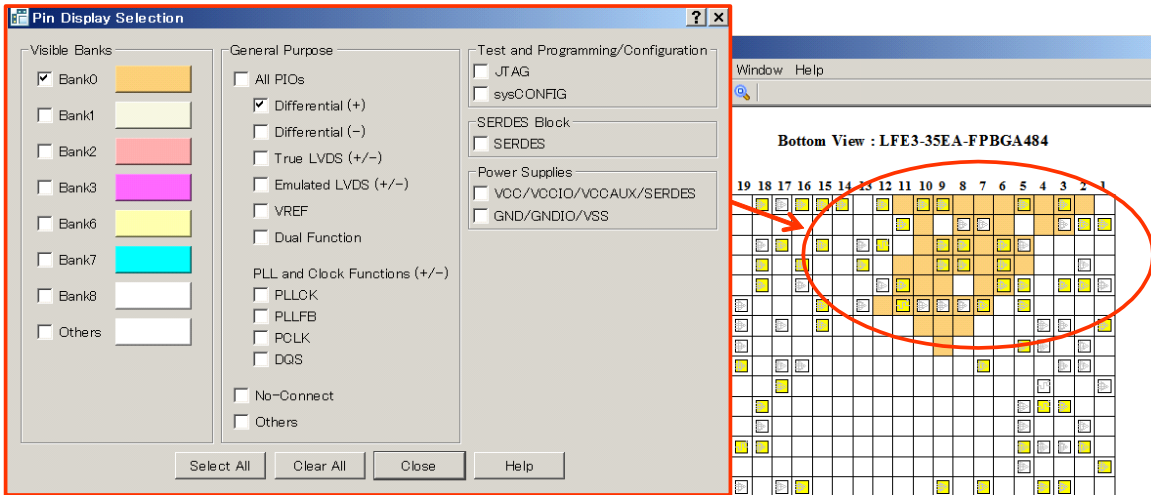 Pin Display Selection
? ×
Visible Banks
Bank0
Bank1
Bank2
Bank3
Bank6
Bank7
Bank8
Others
General Purpose
All PIOs
Differential (+)
Differential (-)
True LVDS (+/-)
Emulated LVDS (+/-)
VREF
Dual Function
PLL and Clock Functions (+/-)
PLLCK
PLLFB
PCLK
DQS
No-Connect
Others
Test and Programming/Configuration
JTAG
sysCONFIG
SERDES Block
SERDES
Power Supplies
VCC/VCCIO/VCCAUX/SERDES
GND/GNDIO/VSS
Select All Clear All Close Help
Window Help
Bottom View : LFE3-35EA-FPBGA484
19 18 17 16 15 14 13 12 11 10 9 8 7 6 5 4 3 2 1